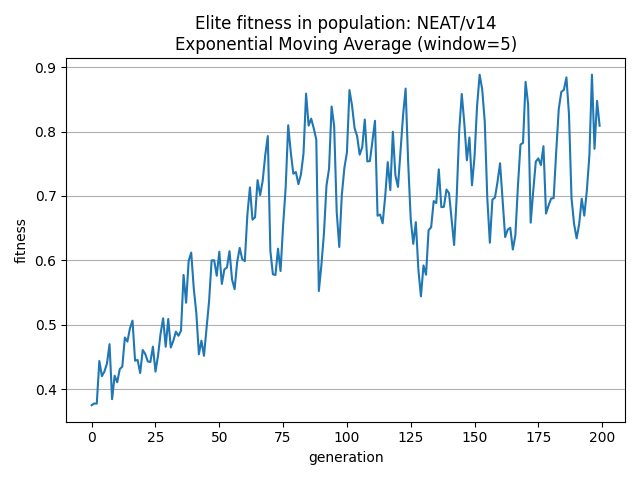 Elite fitness in population: NEAT/v14
Exponential Moving Average (window=5)
0.9
0.8
0.7
0.6
0.5
0.4
fitness
0 25 50 75 100 125 150 175 200
generation